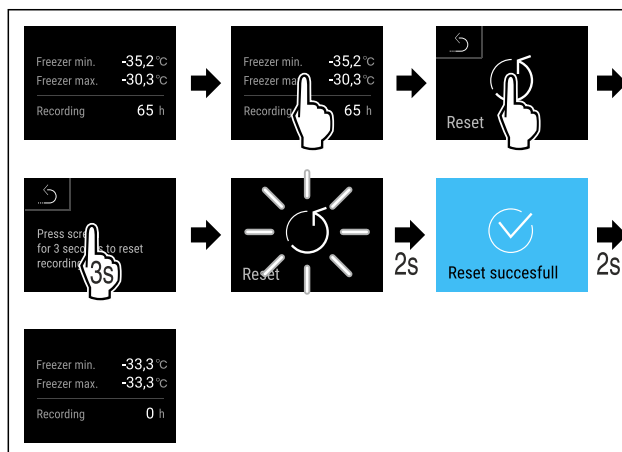 Freezer min. -35,2 °C
Freezer max. -30,3 °C
Recording 65 h
Freezer min. -35,2 °C
Freezer -30,3 °C
Recording 65 h
Reset
Press
for 3 seconds to reset
recording
3s
Reset
2s
Reset succesfull
2s
Freezer min. -33,3 °C
Freezer max. -33,3 °C
Recording 0 h